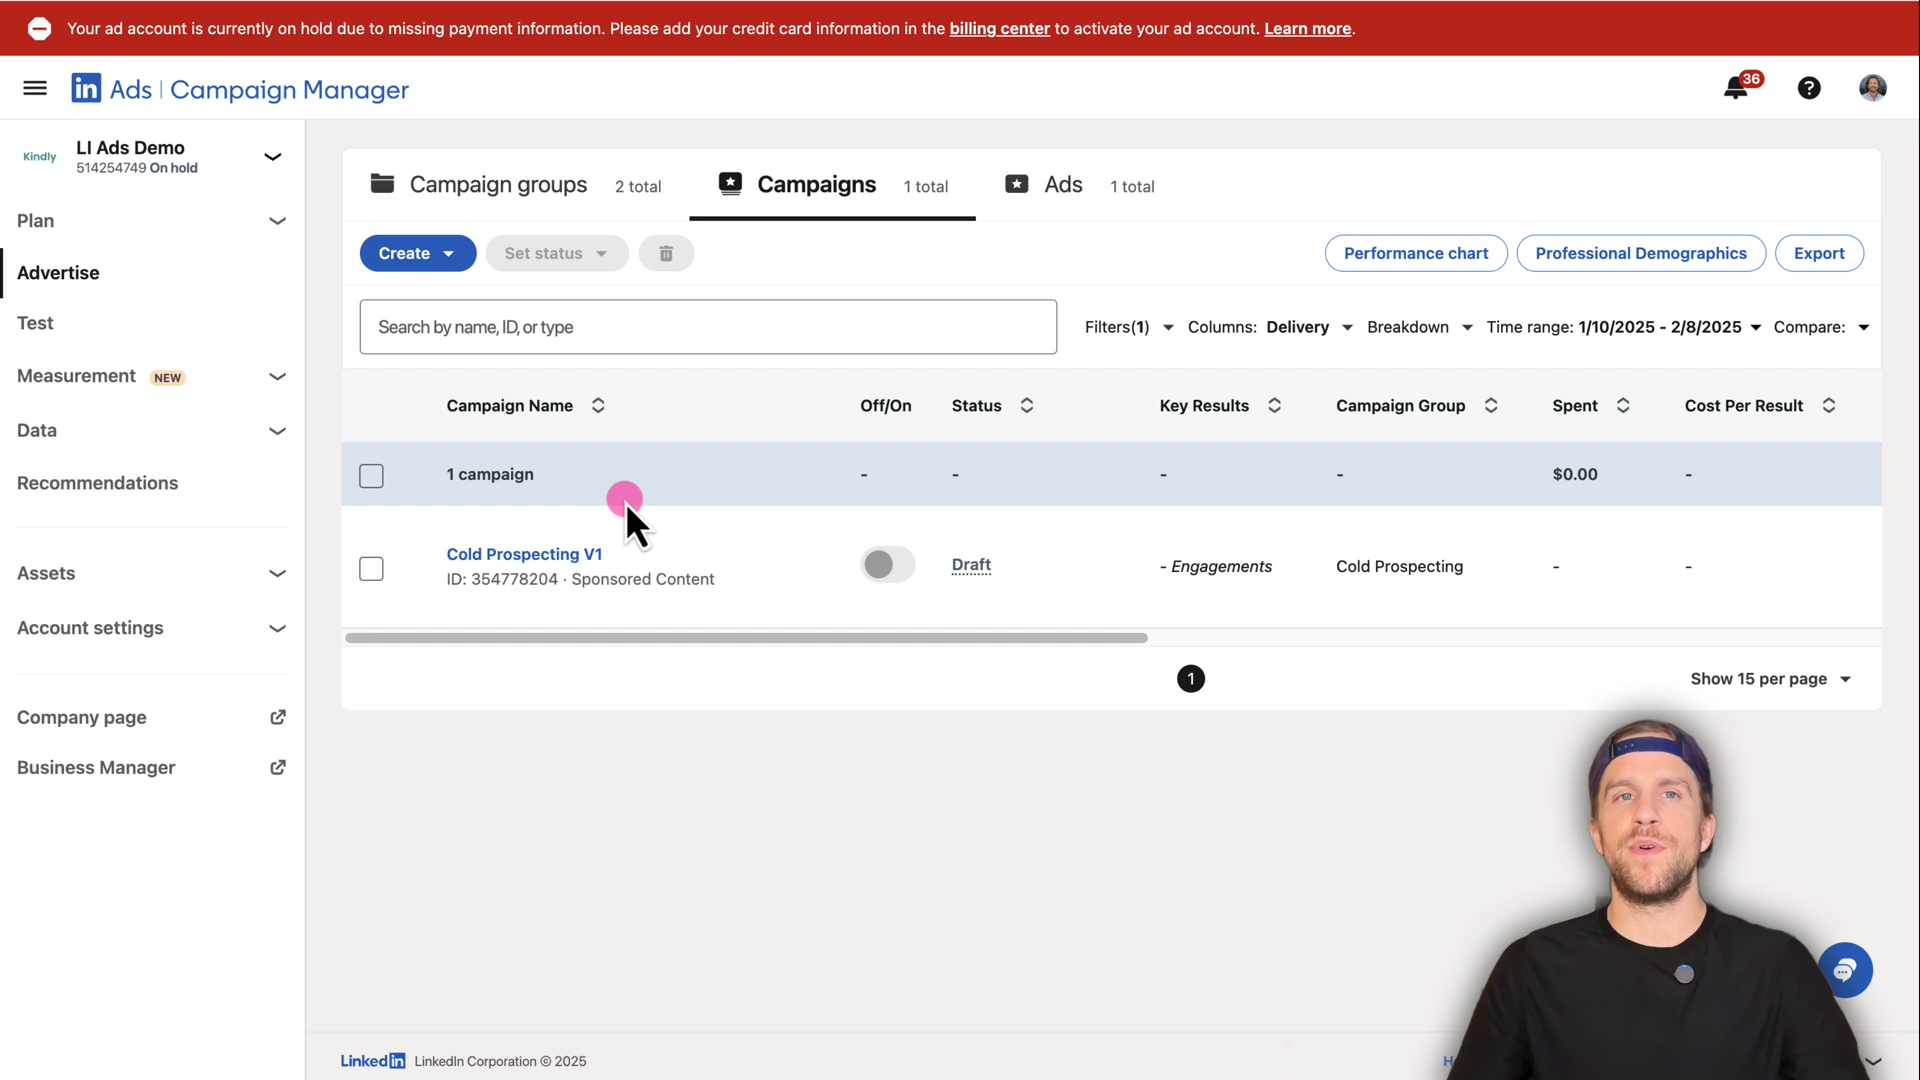 Your ad account is currently on hold due to missing payment information. Please add your credit card information in the billing center to activate your ad account. Learn more.
in Ads | Campaign Manager
36
?
Kindly
LI Ads Demo
514254749 On hold
Plan
Advertise
Test
Measurement NEW
Data
Recommendations
Assets
Account settings
Company page
Business Manager
Campaign groups 2 total
Campaigns 1 total
Ads 1 total
Create
Set status
Performance chart
Professional Demographics
Export
Search by name, ID, or type
Filters(1)
Columns: Delivery
Breakdown
Time range: 1/10/2025 - 2/8/2025
Compare:
Campaign Name Off/On Status Key Results Campaign Group Spent Cost Per Result
1 campaign - - - - $0.00 -
Cold Prospecting V1
ID: 354778204 · Sponsored Content
Draft
- Engagements
Cold Prospecting
- -
1
Show 15 per page
LinkedIn LinkedIn Corporation © 2025